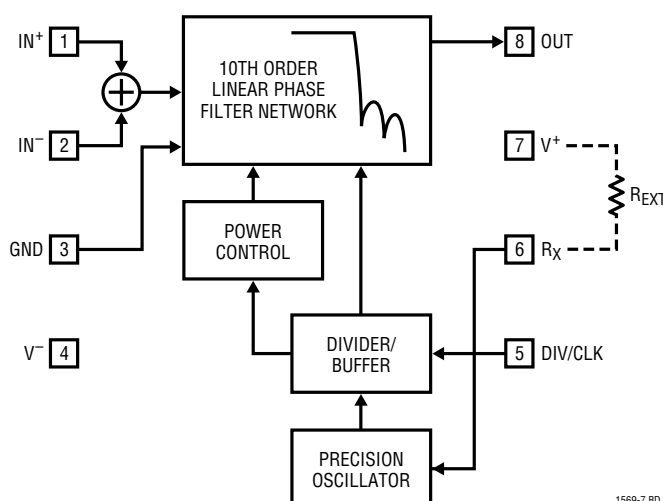 IN+ 1
10TH ORDER
LINEAR PHASE
FILTER NETWORK
8 OUT
IN– 2
7 V+
REXT
GND 3
POWER
CONTROL
6 RX
V– 4
DIVIDER/
BUFFER
5 DIV/CLK
PRECISION
OSCILLATOR
1569-7 BD